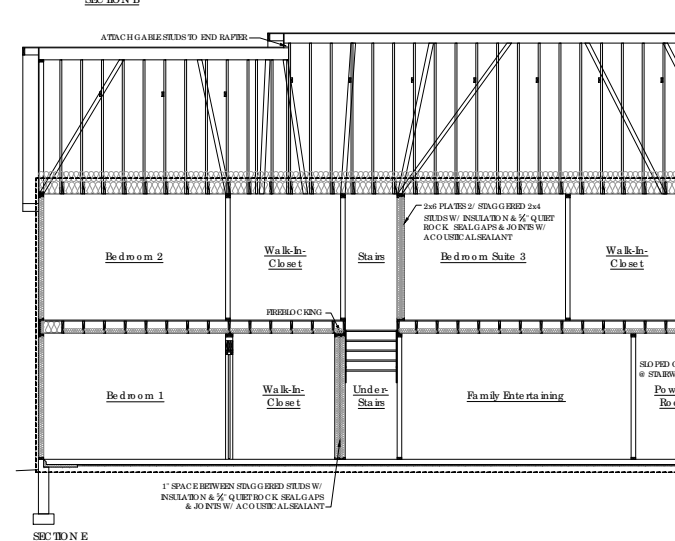 SECTION B
ATTACH GABLE STUDS TO END RAFTER
2x6 PLATES 2/ STAGGERED 2x4
STUDS W/ INSULATION & ⅝" QUIET
ROCK SEAL GAPS & JOINTS W/
ACOUSTICAL SEALANT
Bedroom 2
Walk-In-
Closet
Stairs
Bedroom Suite 3
Walk-In-
Closet
FIREBLOCKING
SLOPED
@ STAIRW
Bedroom 1
Walk-In-
Closet
Under-
Stairs
Family Entertaining
Pow
Ro
1" SPACE BETWEEN STAGGERED STUDS W/
INSULATION & ⅝" QUIETROCK SEAL GAPS
& JOINTS W/ ACOUSTICAL SEALANT
SECTION E